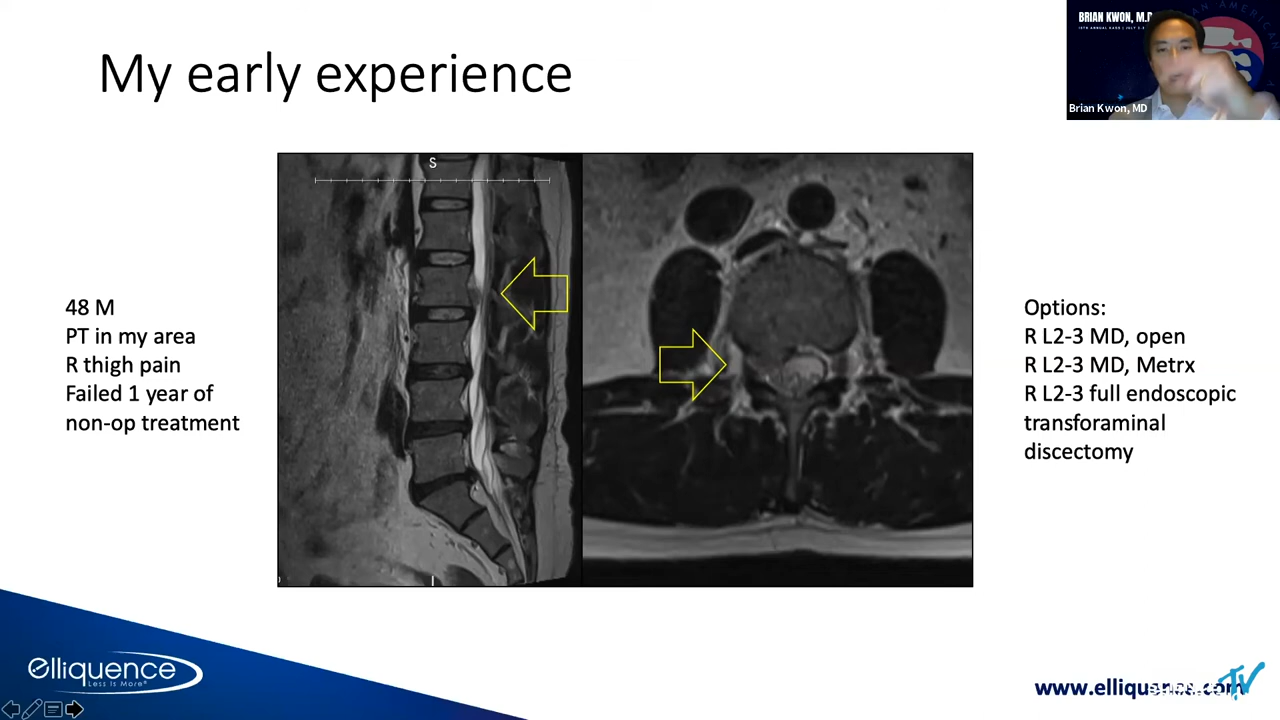 My early experience
BRIAN KWON, M.D
Brian Kwon, MD
S
48 M
PT in my area
R thigh pain
Failed 1 year of
non-op treatment
Options:
R L2-3 MD, open
R L2-3 MD, Metrx
R L2-3 full endoscopic
transforaminal
discectomy
elliquence
Less Is More®
www.elliquence.com
TV